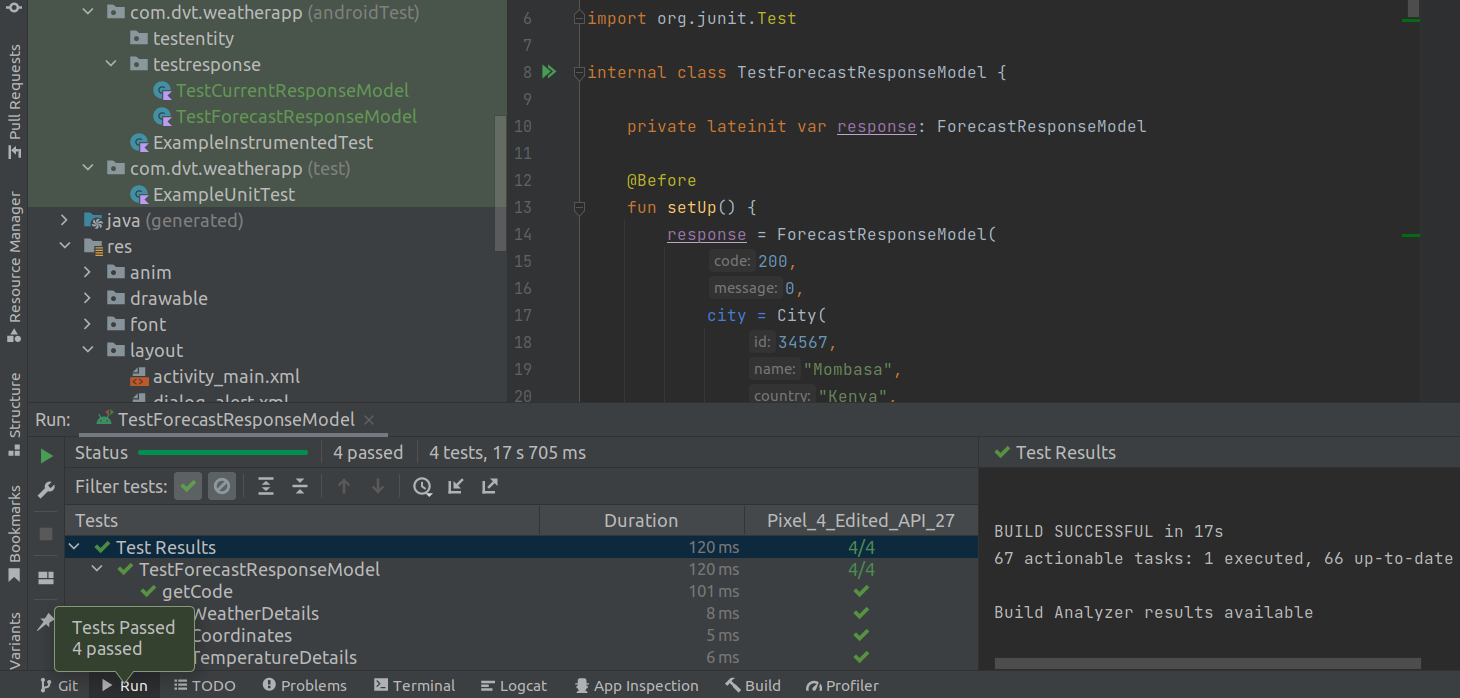 Pull Requests
Resource Manager
Structure
Bookmarks
Variants
com.dvt.weatherapp (androidTest)
testentity
testresponse
TestCurrentResponseModel
TestForecastResponseModel
ExampleInstrumentedTest
com.dvt.weatherapp (test)
ExampleUnitTest
java (generated)
res
anim
drawable
font
layout
activity_main.xml
dialog_alert.xml
6 import org.junit.Test
7
8 internal class TestForecastResponseModel {
9
10 private lateinit var response: ForecastResponseModel
11
12 @Before
13 fun setUp() {
14 response = ForecastResponseModel(
15 code: 200,
16 message: 0,
17 city = City(
18 id: 34567,
19 name: "Mombasa",
20 country: "Kenya",
Run: TestForecastResponseModel
Status 4 passed 4 tests, 17 s 705 ms
Filter tests:
Tests Duration Pixel_4_Edited_API_27
Test Results 120 ms 4/4
TestForecastResponseModel 120 ms 4/4
getCode 101 ms
WeatherDetails 8 ms
Coordinates 5 ms
TemperatureDetails 6 ms
Tests Passed
4 passed
Test Results
BUILD SUCCESSFUL in 17s
67 actionable tasks: 1 executed, 66 up-to-date
Build Analyzer results available
Git Run TODO Problems Terminal Logcat App Inspection Build Profiler